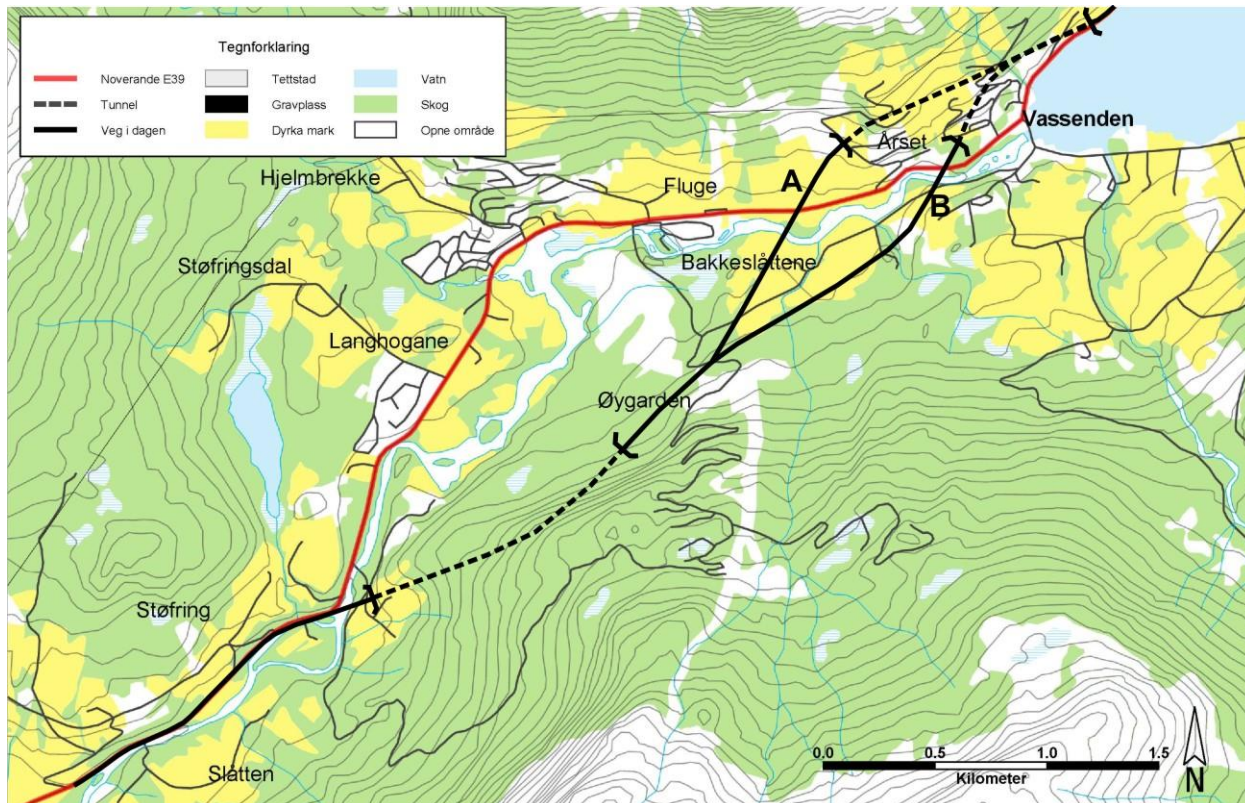 Tegnforklaring
Noverande E39
Tettstad
Vatn
Tunnel
Gravplass
Skog
Veg i dagen
Dyrka mark
Opne område
Vassenden
Årset
Hjelmbrekke
Fluge
A
B
Støfringsdal
Bakkeslåttene
Langhogane
Øygarden
Støfring
Slåtten
0.0 0.5 1.0 1.5
Kilometer
N